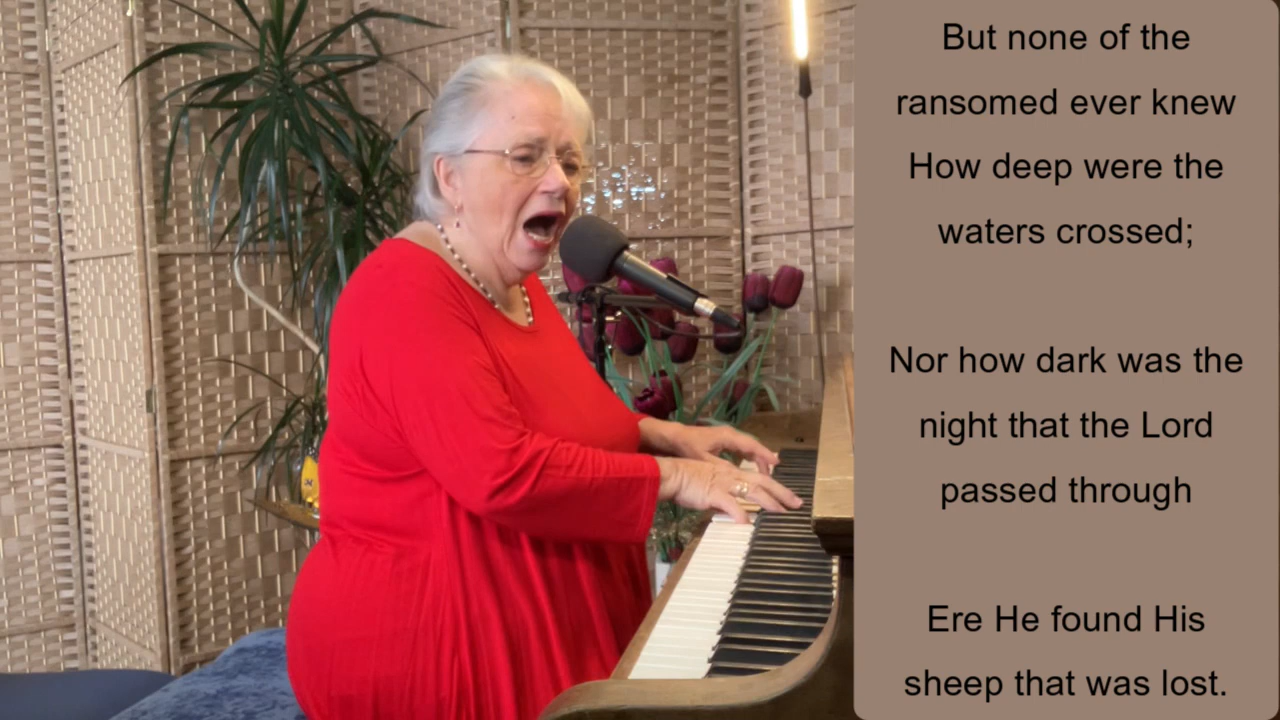 But none of the
ransomed ever knew
How deep were the
waters crossed;
Nor how dark was the
night that the Lord
passed through
Ere He found His
sheep that was lost.